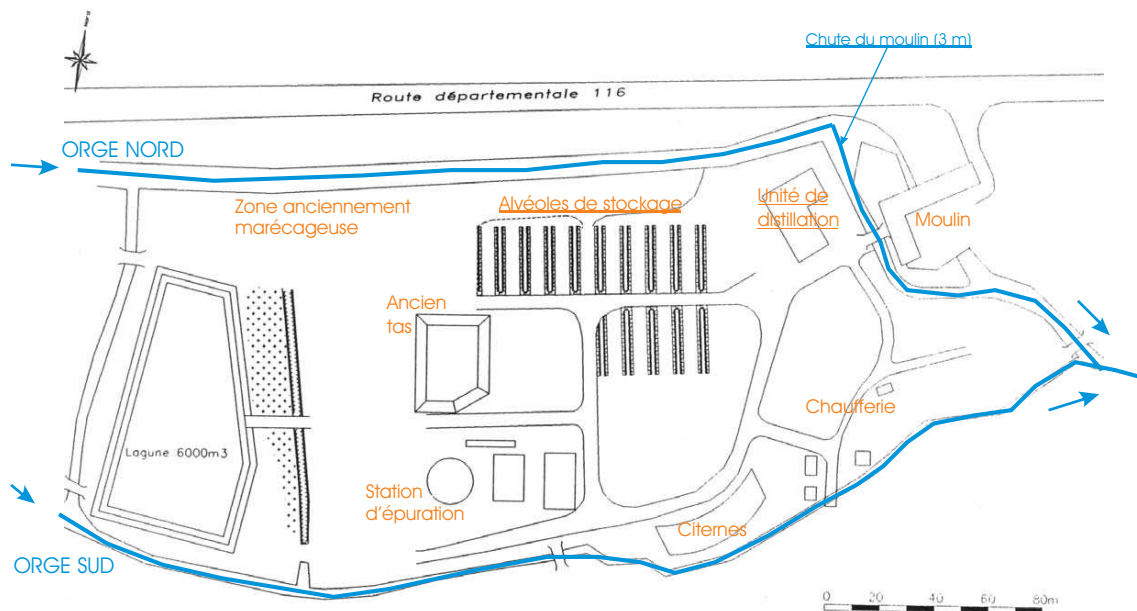 Chute du moulin (3 m)
Route départementale 116
ORGE NORD
Zone anciennement
marécageuse
Alvéoles de stockage
Unité de
distillation
Moulin
Ancien
tas
Chaufferie
Lagune 6000m3
Station
d'épuration
Citernes
ORGE SUD
0 20 40 60 80m